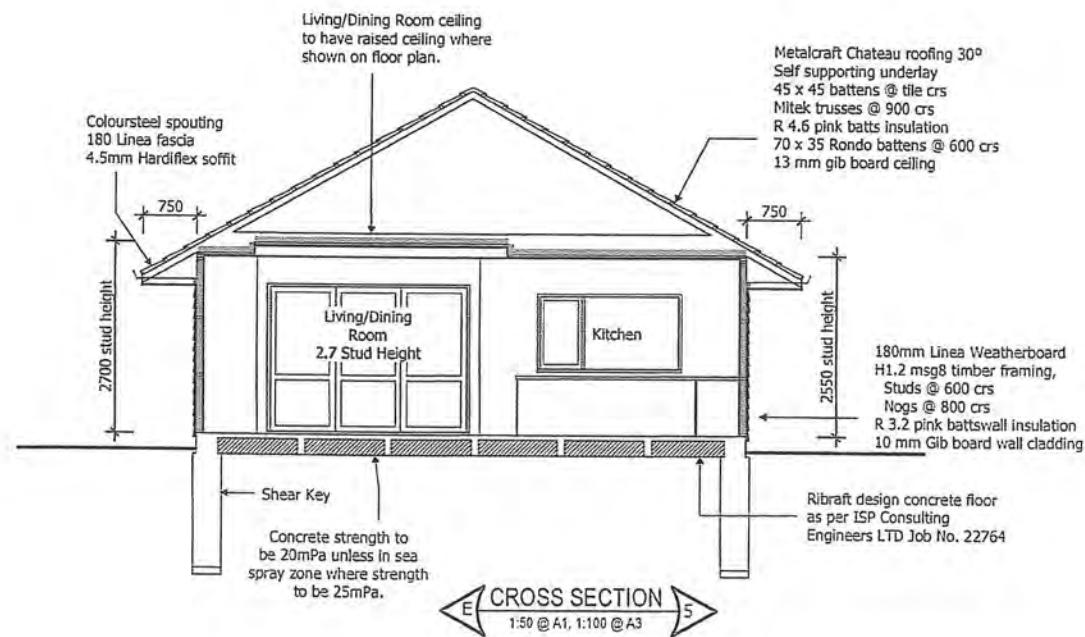 Living/Dining Room ceiling
to have raised ceiling where
shown on floor plan.
Metalcraft Chateau roofing 30º
Self supporting underlay
45 x 45 battens @ tile crs
Mitek trusses @ 900 crs
R 4.6 pink batts insulation
70 x 35 Rondo battens @ 600 crs
13 mm gib board ceiling
Coloursteel spouting
180 Linea fascia
4.5mm Hardiflex soffit
750
750
2700 stud height
Living/Dining
Room
2.7 Stud Height
Kitchen
2550 stud height
180mm Linea Weatherboard
H1.2 msg8 timber framing,
Studs @ 600 crs
Nogs @ 800 crs
R 3.2 pink battswall insulation
10 mm Gib board wall cladding
Shear Key
Concrete strength to
be 20mPa unless in sea
spray zone where strength
to be 25mPa.
Ribraft design concrete floor
as per ISP Consulting
Engineers LTD Job No. 22764
E CROSS SECTION 5
1:50 @ A1, 1:100 @ A3